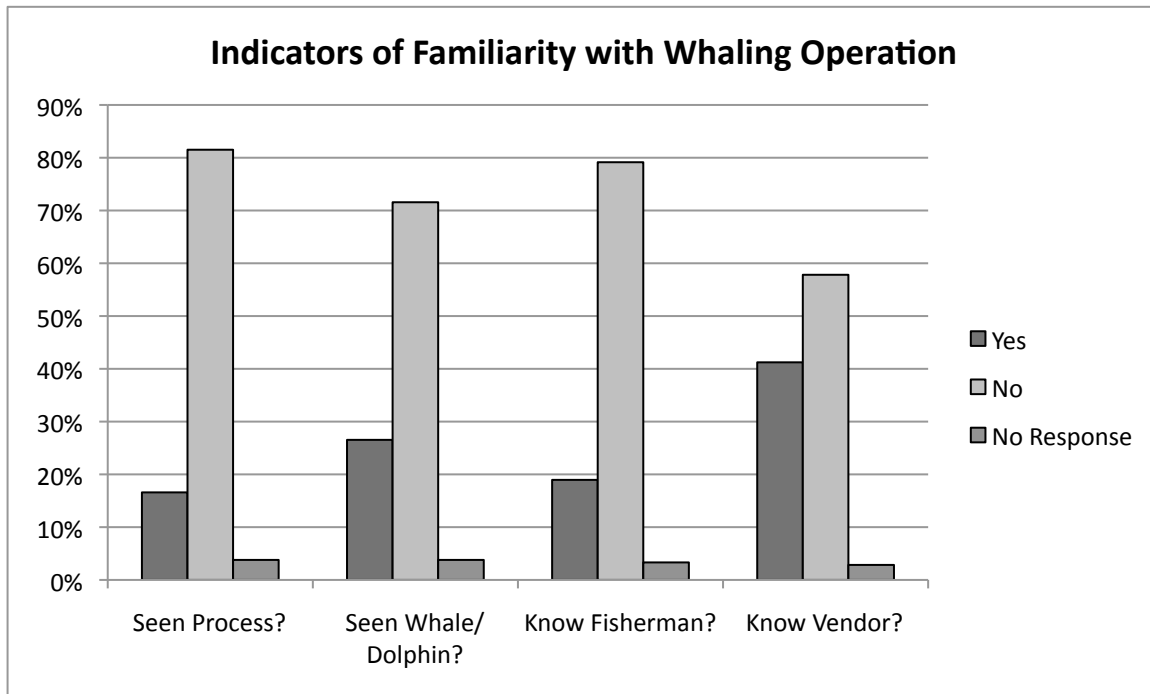 Indicators of Familiarity with Whaling Operation
90%
80%
70%
60%
50%
40%
30%
20%
10%
0%
Seen Process?
Seen Whale/
Dolphin?
Know Fisherman?
Know Vendor?
Yes
No
No Response